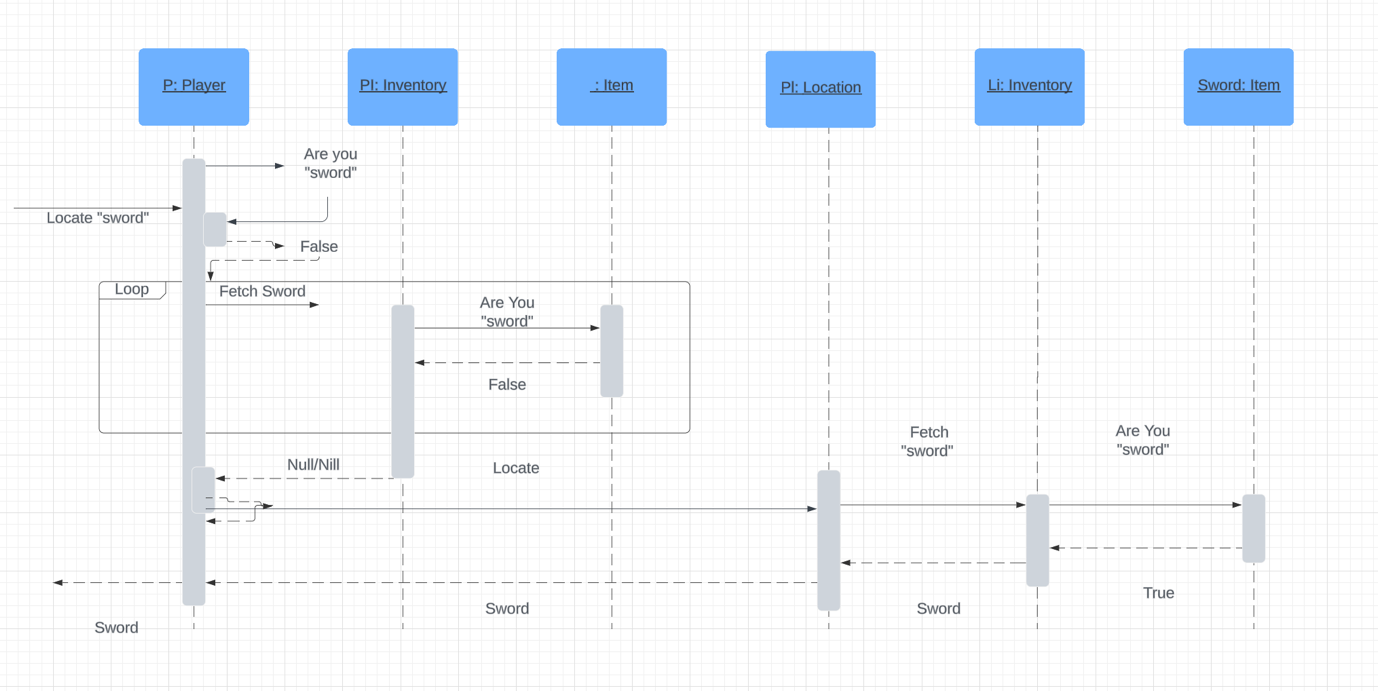 P: Player
PI: Inventory
_: Item
Pl: Location
Li: Inventory
Sword: Item
Are you
"sword"
Locate "sword"
False
Loop
Fetch Sword
Are You
"sword"
False
Fetch
"sword"
Are You
"sword"
Null/Nill
Locate
True
Sword
Sword
Sword